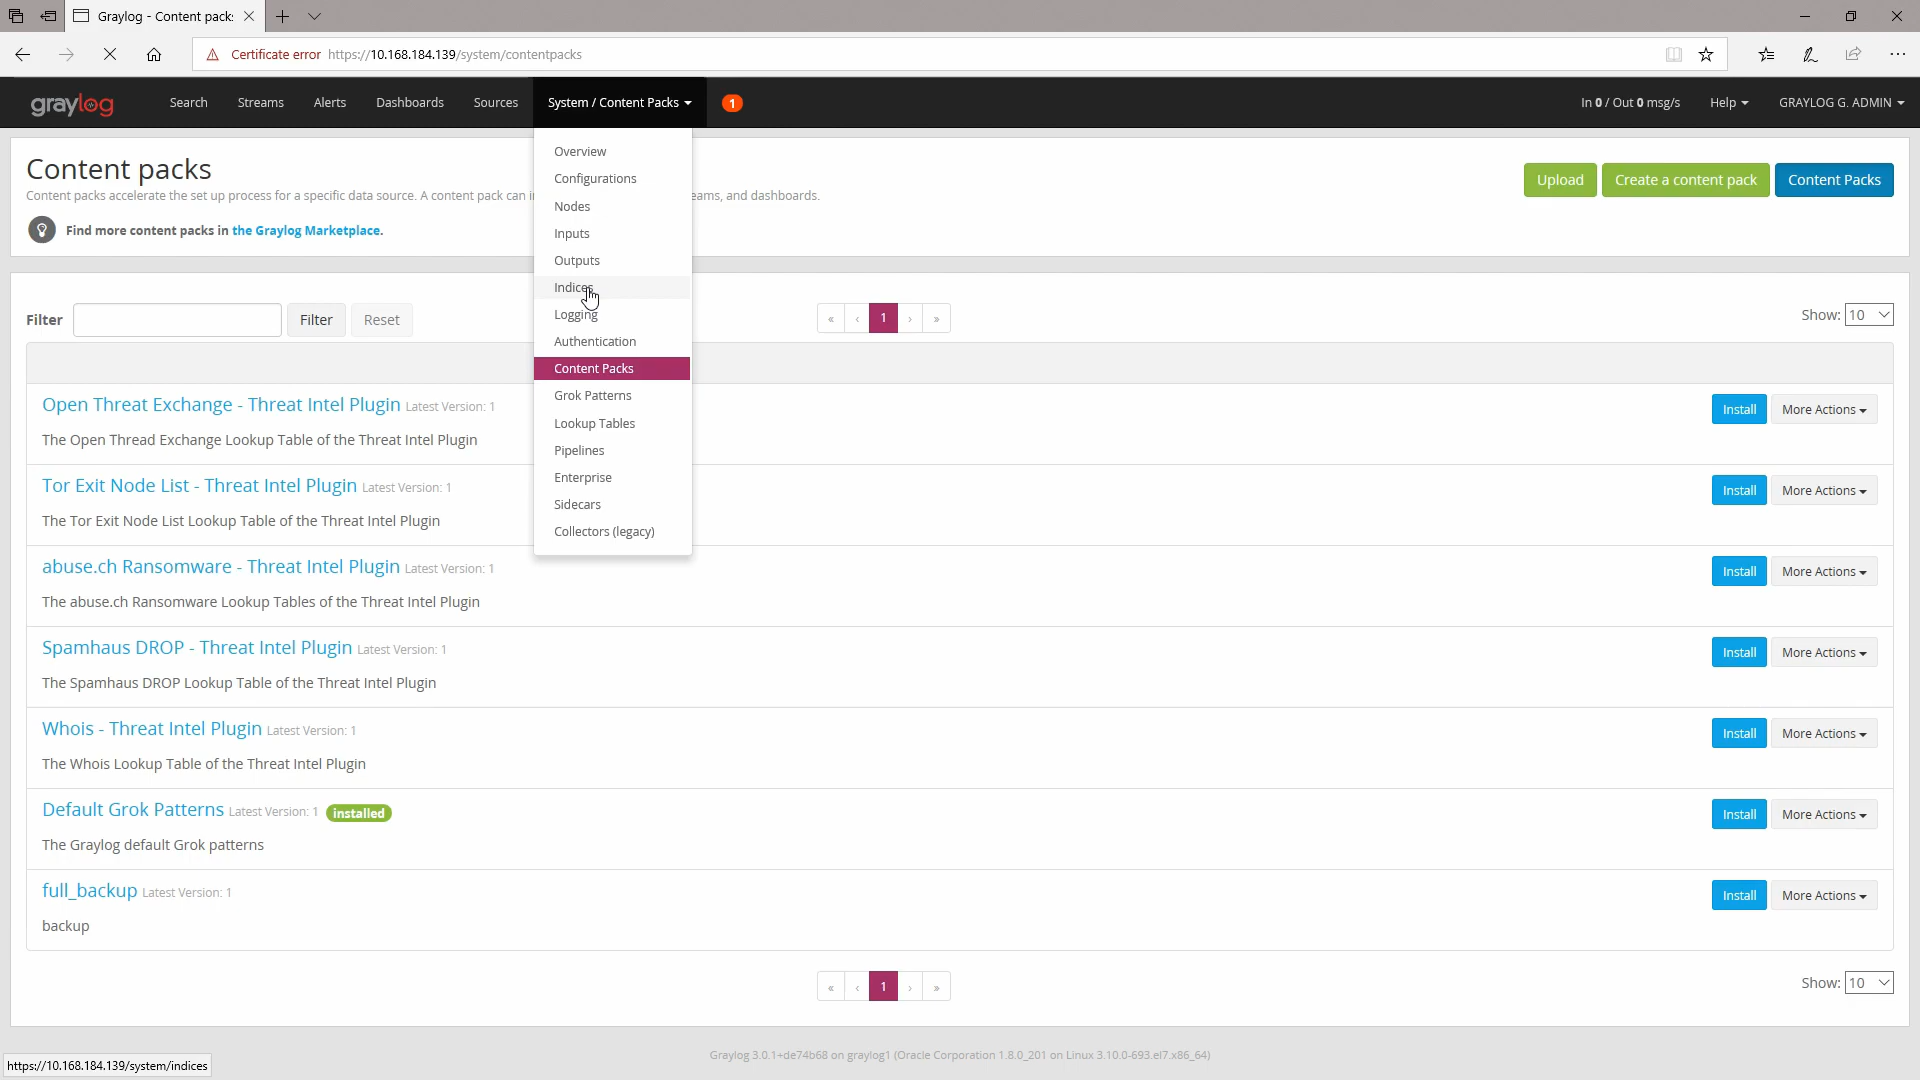 Graylog - Content pack:
Certificate error https://10.168.184.139/system/contentpacks
graylog Search Streams Alerts Dashboards Sources System / Content Packs 1 In 0 / Out 0 msg/s Help GRAYLOG G. ADMIN
Overview
Configurations
Nodes
Inputs
Outputs
Indices
Logging
Authentication
Content Packs
Grok Patterns
Lookup Tables
Pipelines
Enterprise
Sidecars
Collectors (legacy)
Content packs
Upload Create a content pack Content Packs
Content packs accelerate the set up process for a specific data source. A content pack can in eams, and dashboards.
Find more content packs in the Graylog Marketplace.
Filter Filter Reset « ‹ 1 › » Show: 10
Open Threat Exchange - Threat Intel Plugin Latest Version: 1 Install More Actions
The Open Thread Exchange Lookup Table of the Threat Intel Plugin
Tor Exit Node List - Threat Intel Plugin Latest Version: 1 Install More Actions
The Tor Exit Node List Lookup Table of the Threat Intel Plugin
abuse.ch Ransomware - Threat Intel Plugin Latest Version: 1 Install More Actions
The abuse.ch Ransomware Lookup Tables of the Threat Intel Plugin
Spamhaus DROP - Threat Intel Plugin Latest Version: 1 Install More Actions
The Spamhaus DROP Lookup Table of the Threat Intel Plugin
Whois - Threat Intel Plugin Latest Version: 1 Install More Actions
The Whois Lookup Table of the Threat Intel Plugin
Default Grok Patterns Latest Version: 1 installed Install More Actions
The Graylog default Grok patterns
full_backup Latest Version: 1 Install More Actions
backup
« ‹ 1 › » Show: 10
Graylog 3.0.1+de74b68 on graylog1 (Oracle Corporation 1.8.0_201 on Linux 3.10.0-693.el7.x86_64)
https://10.168.184.139/system/indices